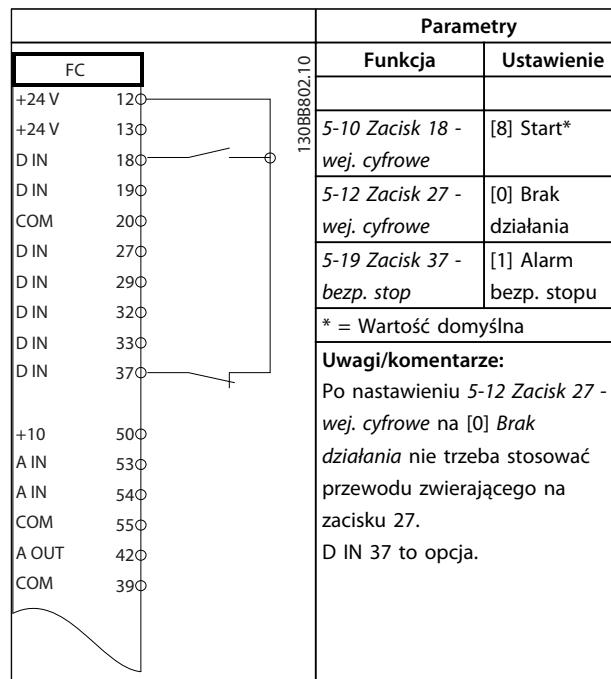 FC
+24 V 12
+24 V 13
D IN 18
D IN 19
COM 20
D IN 27
D IN 29
D IN 32
D IN 33
D IN 37
+10 50
A IN 53
A IN 54
COM 55
A OUT 42
COM 39
130BB802.10
Parametry
Funkcja Ustawienie
5-10 Zacisk 18 - [8] Start*
wej. cyfrowe
5-12 Zacisk 27 - [0] Brak
wej. cyfrowe działania
5-19 Zacisk 37 - [1] Alarm
bezp. stop bezp. stopu
* = Wartość domyślna
Uwagi/komentarze:
Po nastawieniu 5-12 Zacisk 27 -
wej. cyfrowe na [0] Brak
działania nie trzeba stosować
przewodu zwierającego na
zacisku 27.
D IN 37 to opcja.